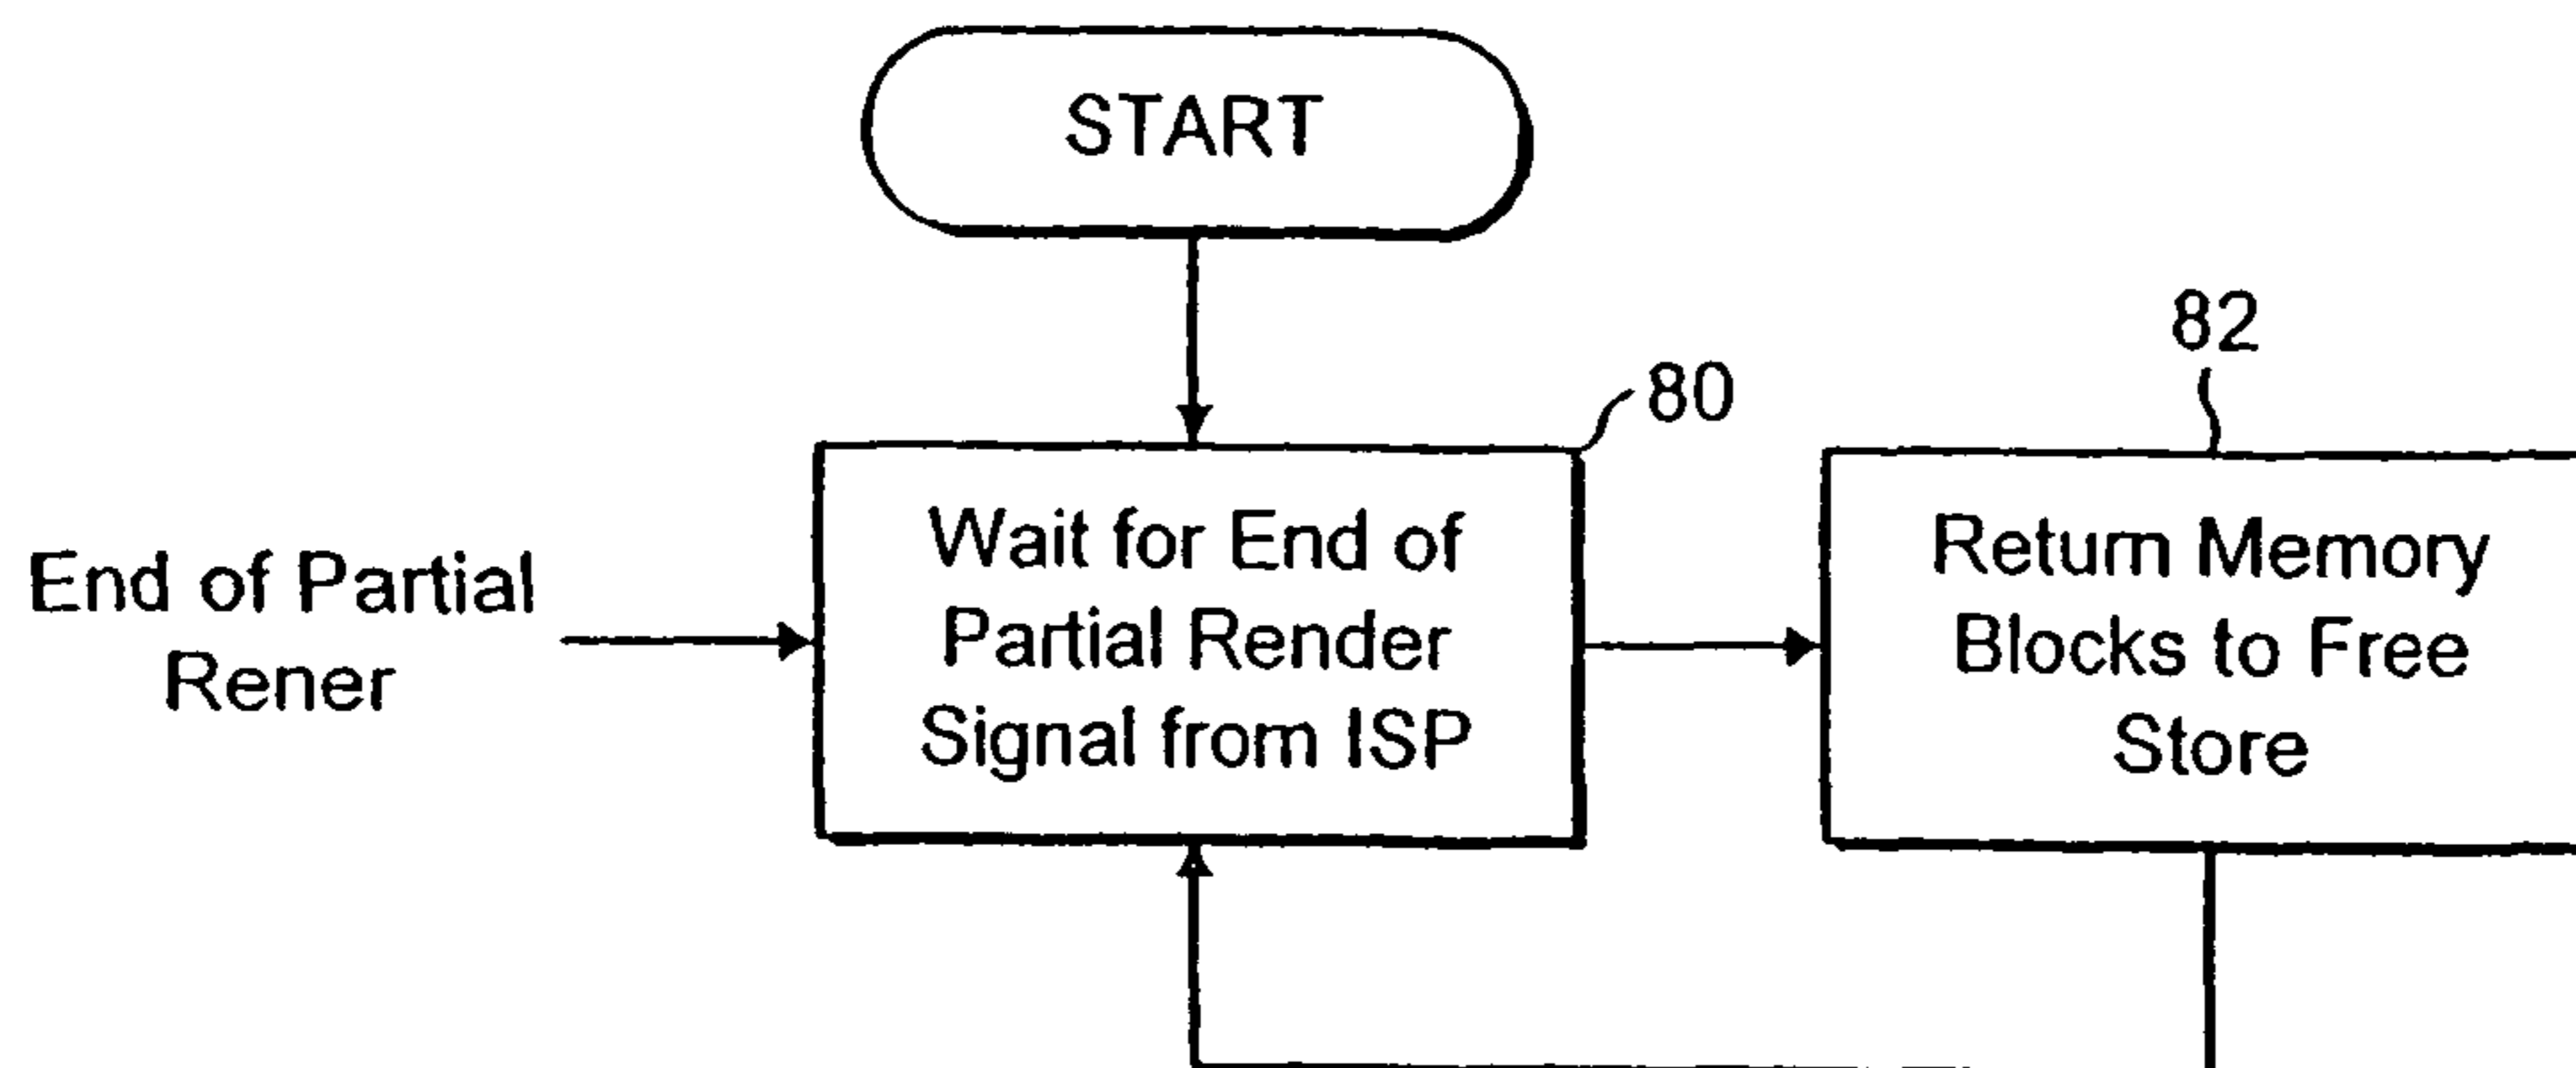 START
82
80
Wait for End of
Partial Render
Signal from ISP
Return Memory
Blocks to Free
Store
End of Partial
Rener